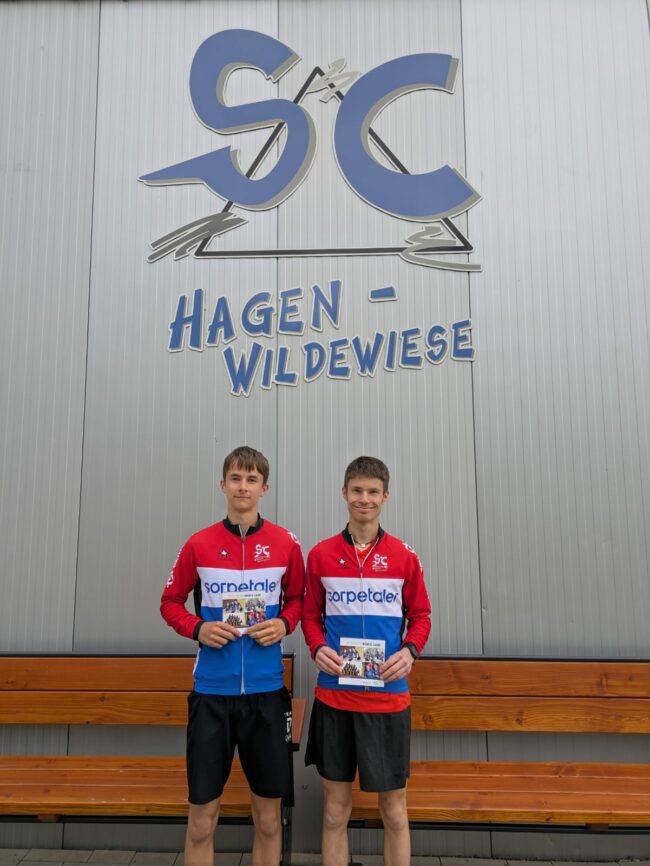 SC
HAGEN -
WILDEWIESE
SC
sorpetaler
SC
sorpetaler